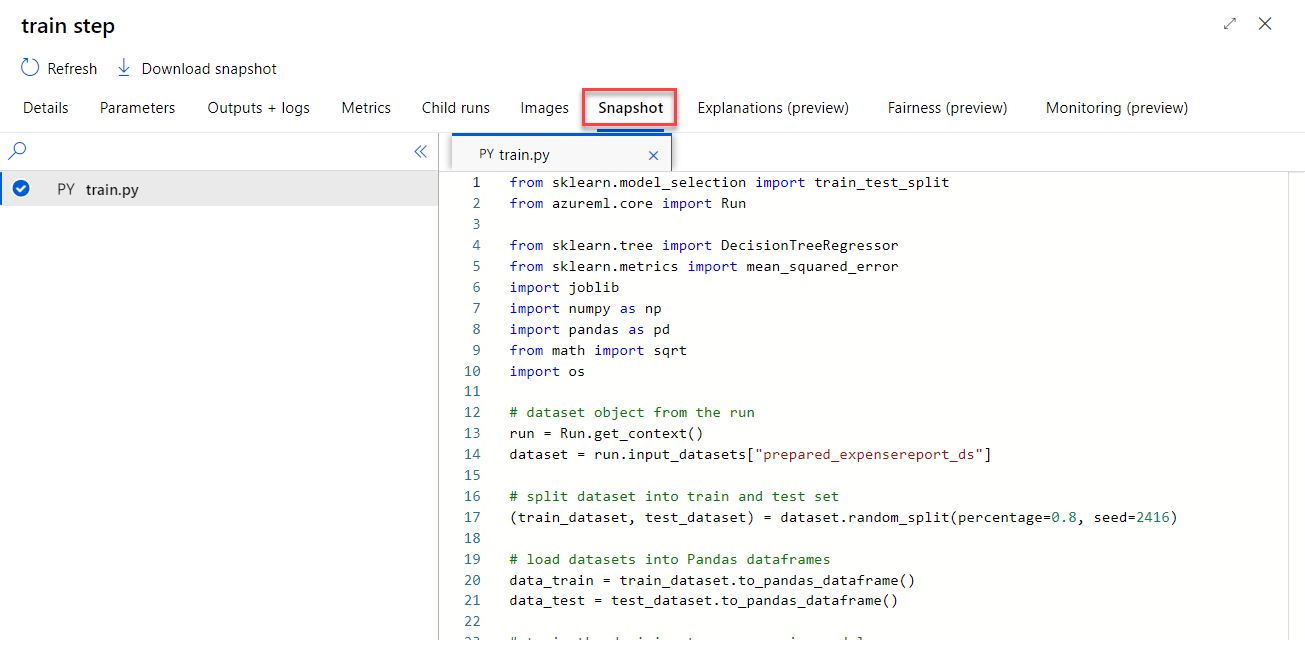 train step
Refresh Download snapshot
Details Parameters Outputs + logs Metrics Child runs Images Snapshot Explanations (preview) Fairness (preview) Monitoring (preview)
PY train.py
PY train.py
1 from sklearn.model_selection import train_test_split
2 from azureml.core import Run
3
4 from sklearn.tree import DecisionTreeRegressor
5 from sklearn.metrics import mean_squared_error
6 import joblib
7 import numpy as np
8 import pandas as pd
9 from math import sqrt
10 import os
11
12 # dataset object from the run
13 run = Run.get_context()
14 dataset = run.input_datasets["prepared_expensereport_ds"]
15
16 # split dataset into train and test set
17 (train_dataset, test_dataset) = dataset.random_split(percentage=0.8, seed=2416)
18
19 # load datasets into Pandas dataframes
20 data_train = train_dataset.to_pandas_dataframe()
21 data_test = test_dataset.to_pandas_dataframe()
22